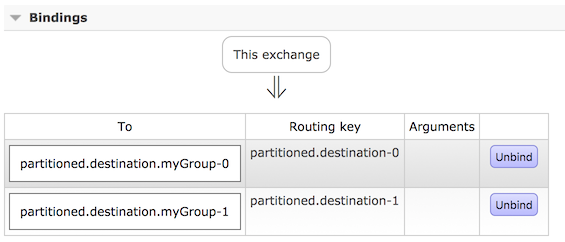 Bindings
This exchange
To Routing key Arguments
partitioned.destination.myGroup-0 partitioned.destination-0 Unbind
partitioned.destination.myGroup-1 partitioned.destination-1 Unbind